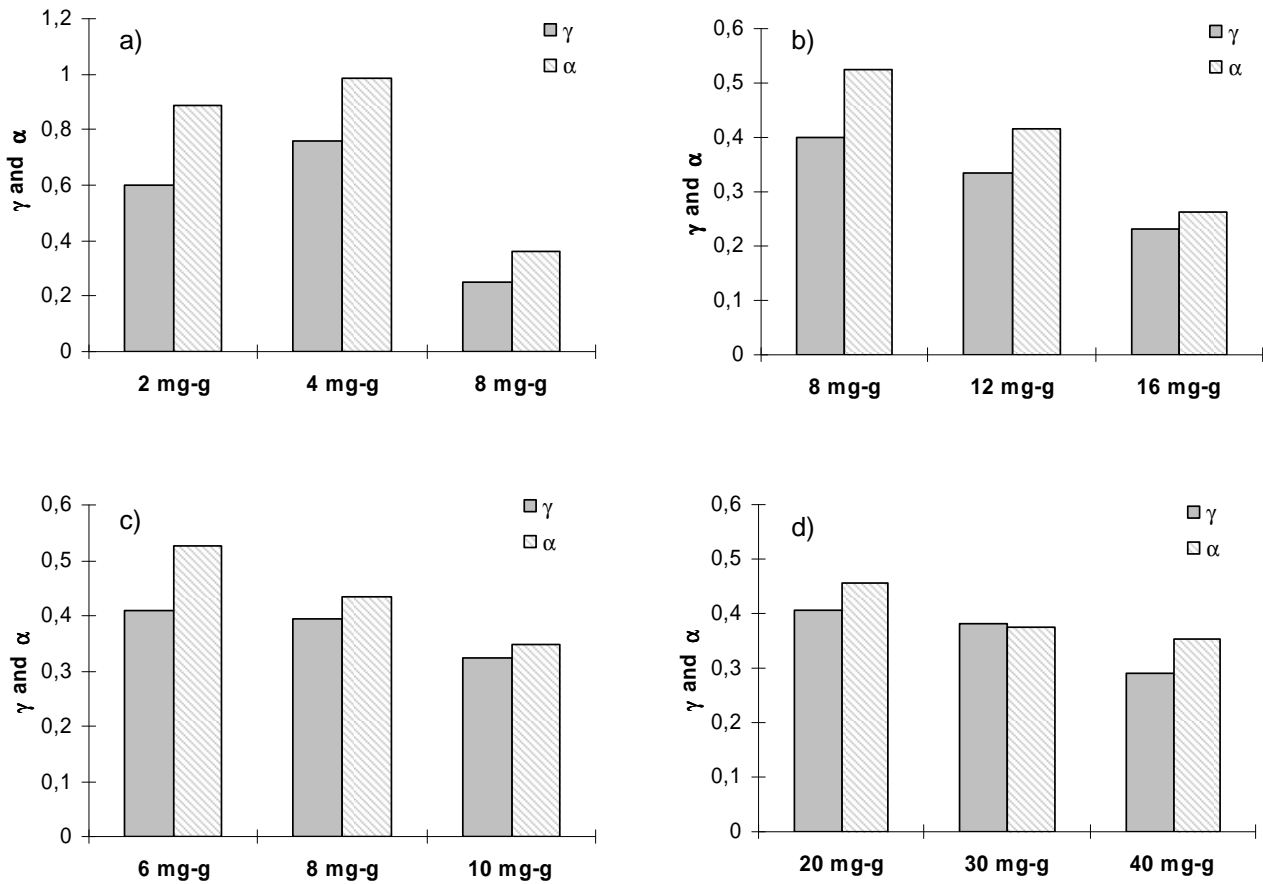 a)
γ
α
1,2
1
0,8
0,6
0,4
0,2
0
γ and α
2 mg-g
4 mg-g
8 mg-g
b)
γ
α
0,6
0,5
0,4
0,3
0,2
0,1
0
γ and α
8 mg-g
12 mg-g
16 mg-g
c)
γ
α
0,6
0,5
0,4
0,3
0,2
0,1
0
γ and α
6 mg-g
8 mg-g
10 mg-g
d)
γ
α
0,6
0,5
0,4
0,3
0,2
0,1
0
γ and α
20 mg-g
30 mg-g
40 mg-g